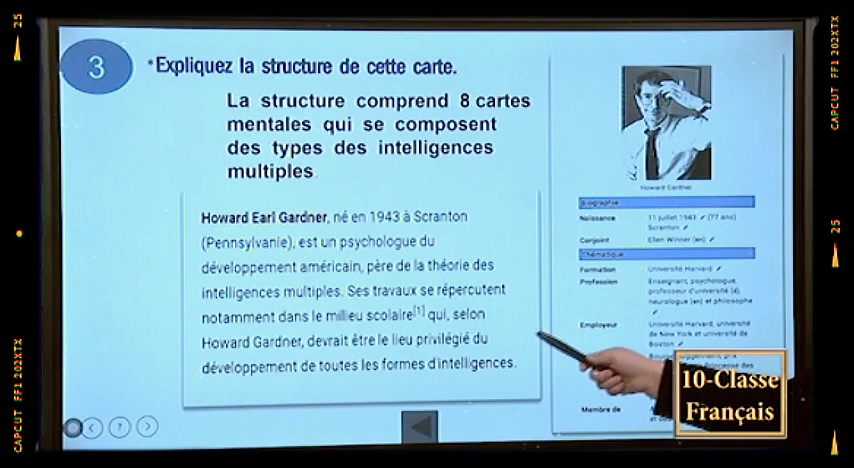 25
3
*Expliquez la structure de cette carte.
La structure comprend 8 cartes
mentales qui se composent
des types des intelligences
multiples.
Howard Earl Gardner, né en 1943 à Scranton
(Pennsylvanie), est un psychologue du
développement américain, père de la théorie des
intelligences multiples. Ses travaux se répercutent
notamment dans le milieu scolaire[1] qui, selon
Howard Gardner, devrait être le lieu privilégié du
développement de toutes les formes d'intelligences.
Howard Gardner
Biographie
Naissance 11 juillet 1943 (77 ans)
Scranton
Conjoint Ellen Winner (en)
Thématique
Formation Université Harvard
Profession Enseignant, psychologue,
professeur d'université (d),
neurologue (en) et philosophe
Employeur Université Harvard, université
de New York et université de
Boston
Membre de
10-Classe
Français
?
CAPCUT FF1 202XTX
CAPCUT FF1 202XTX
25